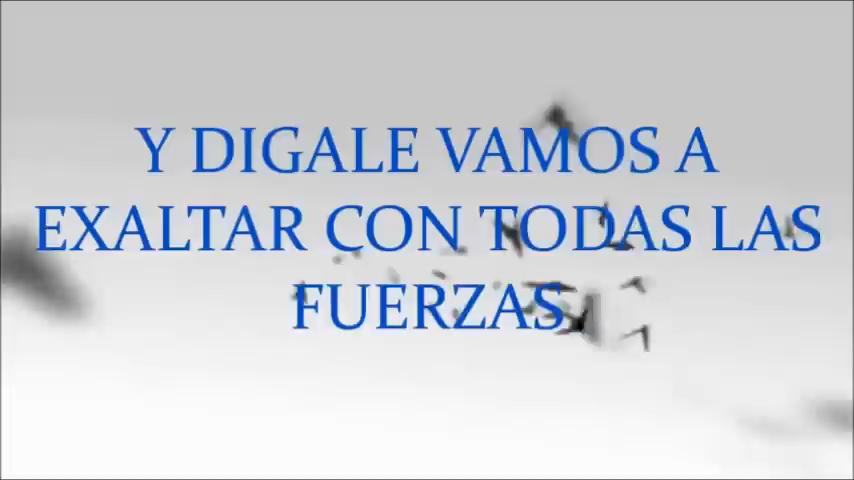 Y DIGALE VAMOS A
EXALTAR CON TODAS LAS
FUERZAS